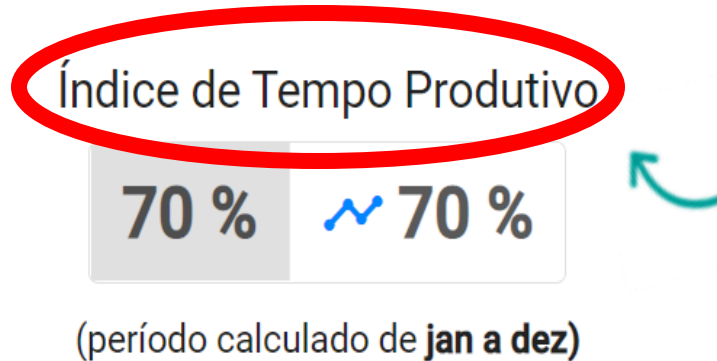 Índice de Tempo Produtivo
70 % 70 %
(período calculado de jan a dez)